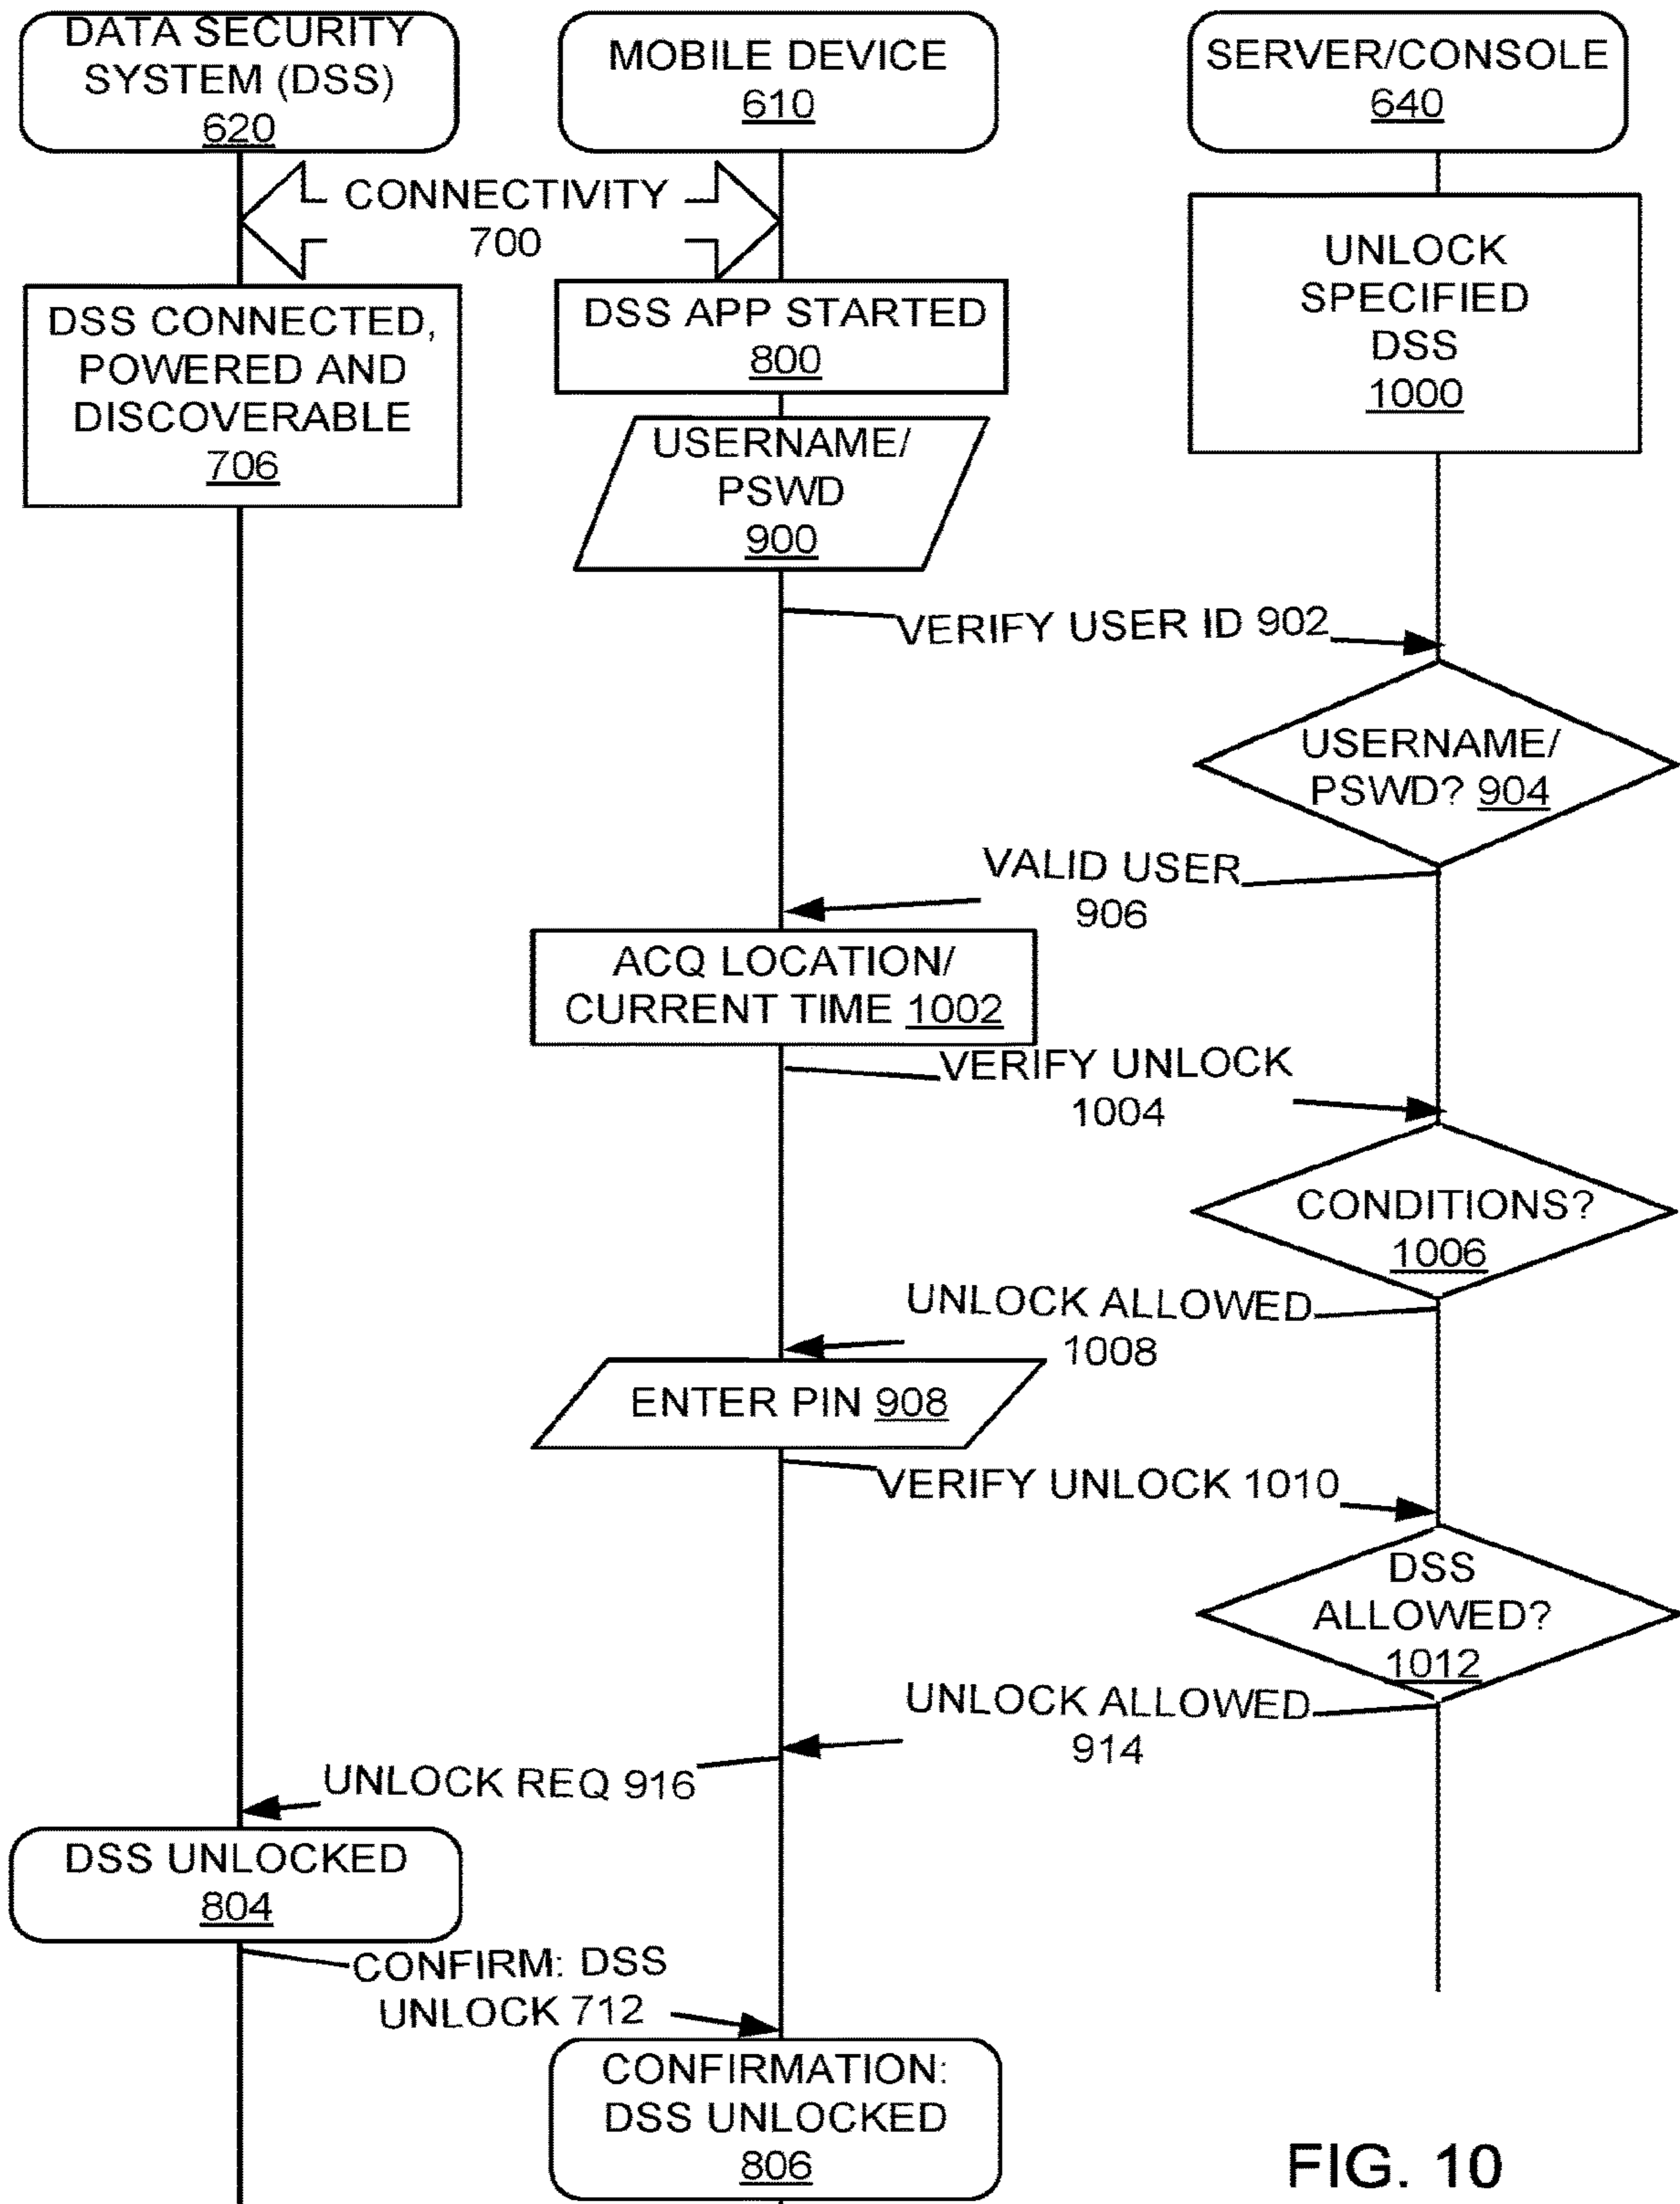 DATA SECURITY
SYSTEM (DSS)
620
MOBILE DEVICE
610
SERVER/CONSOLE
640
CONNECTIVITY
700
DSS CONNECTED,
POWERED AND
DISCOVERABLE
706
DSS APP STARTED
800
UNLOCK
SPECIFIED
DSS
1000
USERNAME/
PSWD
900
VERIFY USER ID 902
USERNAME/
PSWD? 904
VALID USER
906
ACQ LOCATION/
CURRENT TIME 1002
VERIFY UNLOCK
1004
CONDITIONS?
1006
UNLOCK ALLOWED
1008
ENTER PIN 908
VERIFY UNLOCK 1010
DSS
ALLOWED?
1012
UNLOCK ALLOWED
914
UNLOCK REQ 916
DSS UNLOCKED
804
CONFIRM: DSS
UNLOCK 712
CONFIRMATION:
DSS UNLOCKED
806
FIG. 10